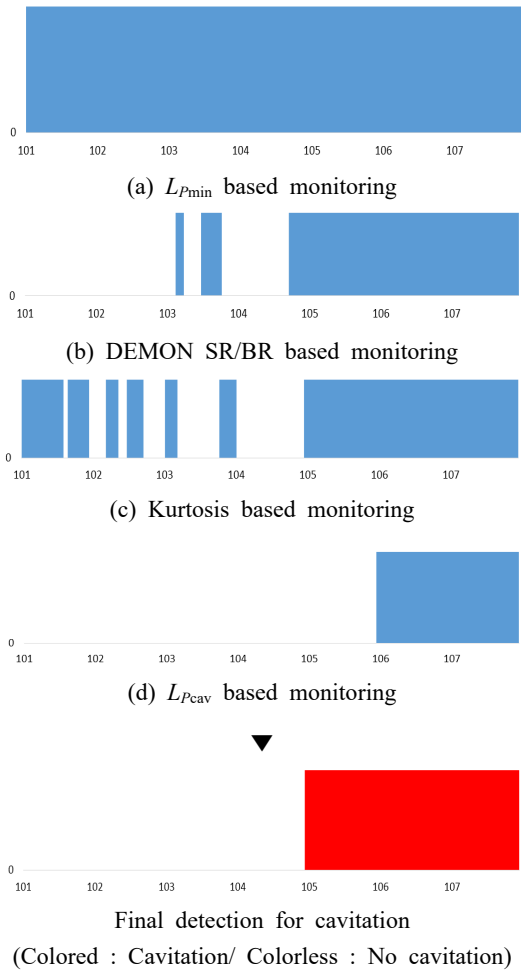 0
101 102 103 104 105 106 107
(a) LPmin based monitoring
0
101 102 103 104 105 106 107
(b) DEMON SR/BR based monitoring
0
101 102 103 104 105 106 107
(c) Kurtosis based monitoring
0
101 102 103 104 105 106 107
(d) LPcav based monitoring
0
101 102 103 104 105 106 107
Final detection for cavitation
(Colored : Cavitation/ Colorless : No cavitation)